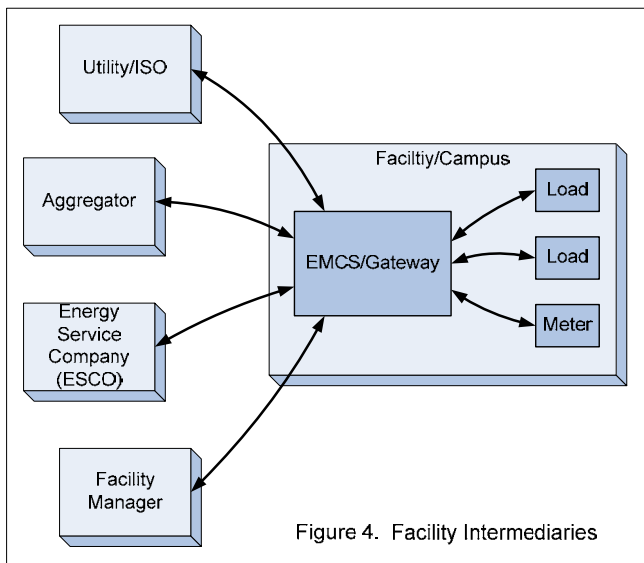 Utility/ISO
Aggregator
Energy
Service
Company
(ESCO)
Facility
Manager
Faciltiy/Campus
EMCS/Gateway
Load
Load
Meter
Figure 4. Facility Intermediaries